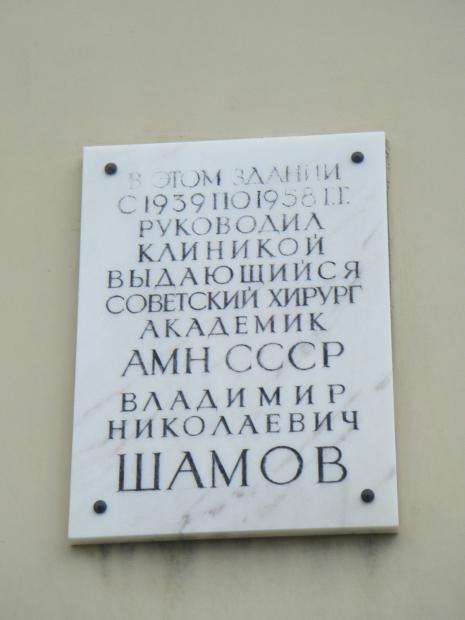 В ЭТОМ ЗДАНИИ
С 1939 ПО 1958 Г.Г.
РУКОВОДИЛ
КЛИНИКОЙ
ВЫДАЮЩИЙСЯ
СОВЕТСКИЙ ХИРУРГ
АКАДЕМИК
АМН СССР
ВЛАДИМИР
НИКОЛАЕВИЧ
ШАМОВ